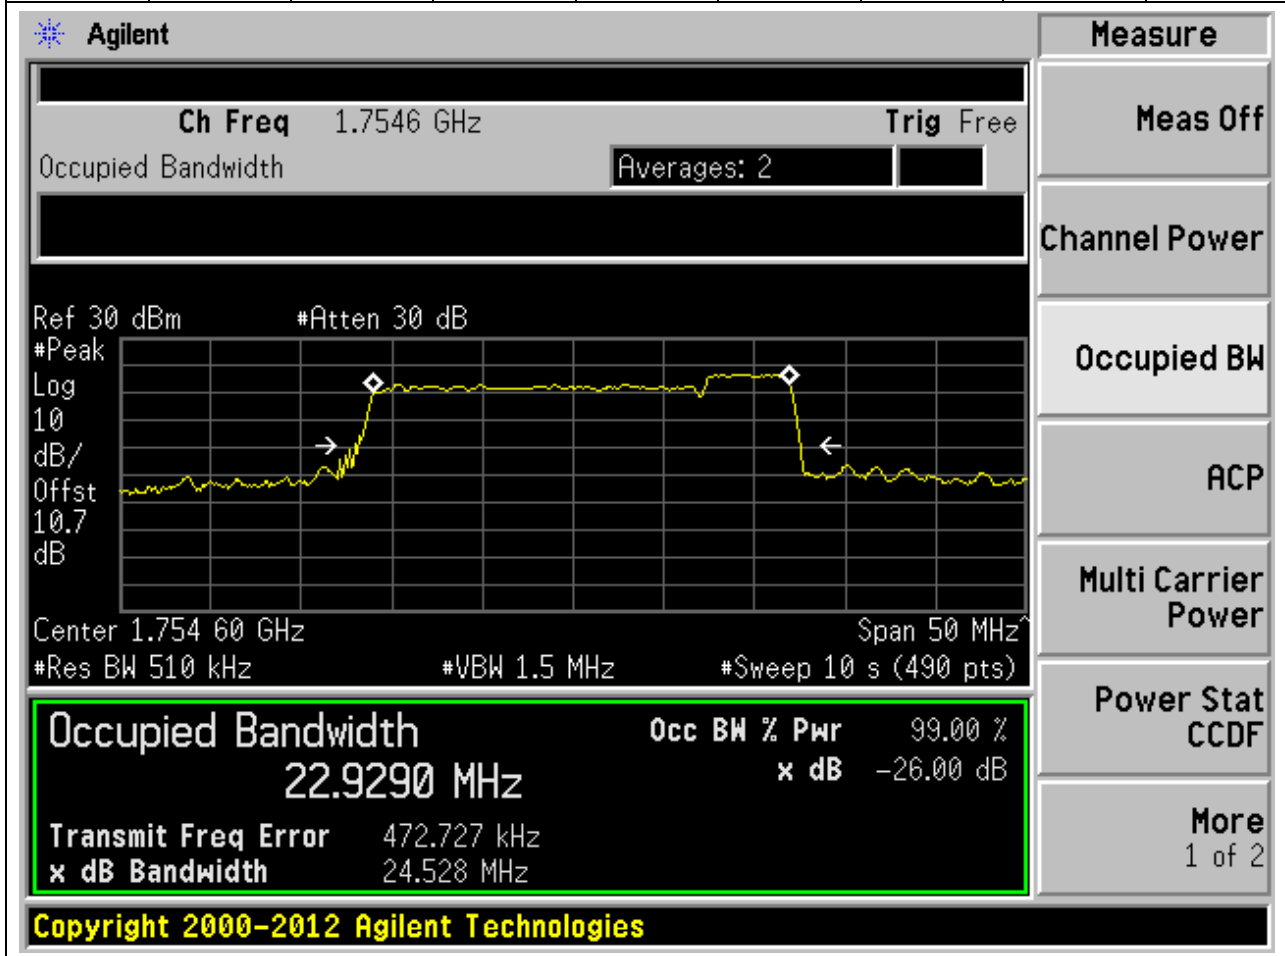 Agilent
Measure
Ch Freq 1.7546 GHz Trig Free
Occupied Bandwidth Averages: 2
Meas Off
Channel Power
Occupied BW
ACP
Multi Carrier
Power
Power Stat
CCDF
More
1 of 2
Ref 30 dBm #Atten 30 dB
#Peak
Log
10
dB/
Offst
10.7
dB
Center 1.754 60 GHz Span 50 MHz^
#Res BW 510 kHz #VBW 1.5 MHz #Sweep 10 s (490 pts)
Occupied Bandwidth Occ BW % Pwr 99.00 %
22.9290 MHz x dB -26.00 dB
Transmit Freq Error 472.727 kHz
x dB Bandwidth 24.528 MHz
Copyright 2000-2012 Agilent Technologies